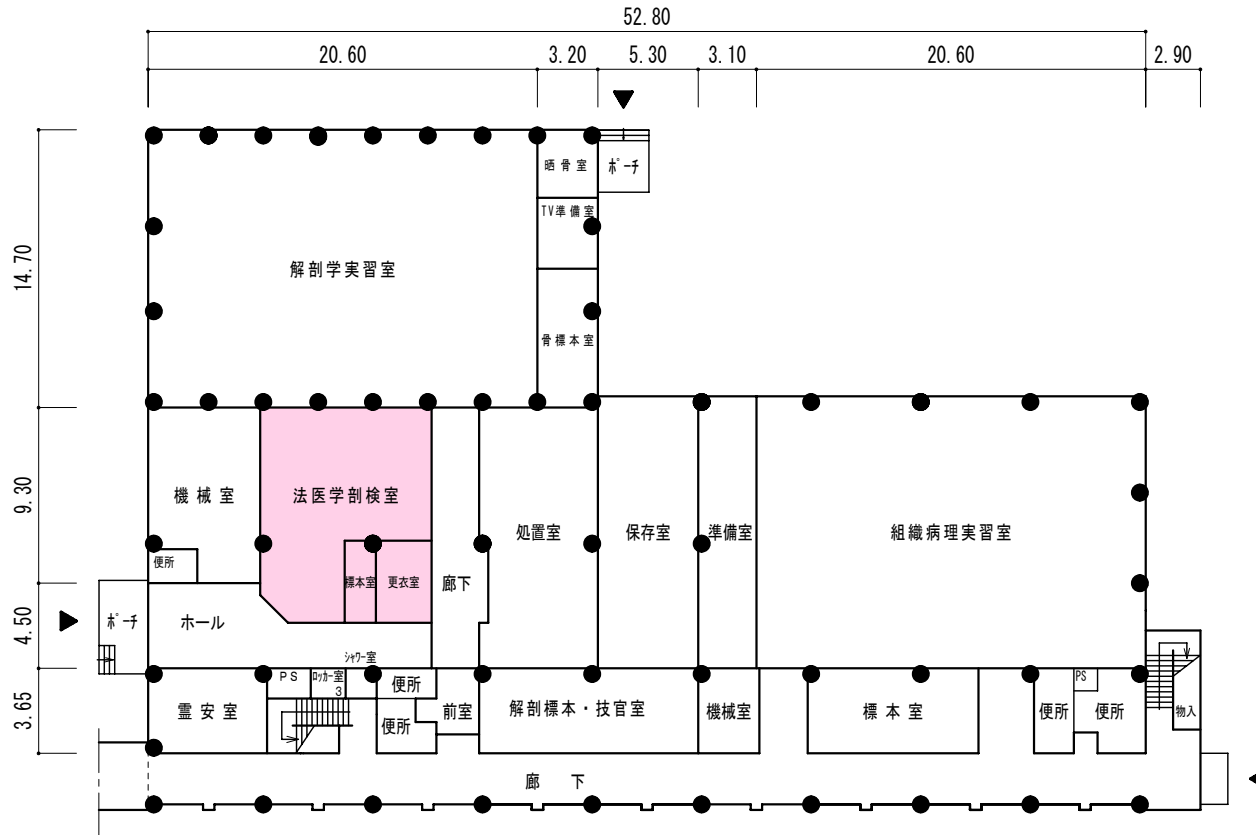 52.80
20.60 3.20 5.30 3.10 20.60 2.90
14.70
9.30
4.50
3.65
晒骨室
ポーチ
TV準備室
解剖学実習室
骨標本室
機械室
法医学剖検室
処置室
保存室
準備室
組織病理実習室
便所
標本室
更衣室
廊下
ポーチ
ホール
シャワー室
PS
ロッカー室
3
便所
PS
霊安室
便所
前室
解剖標本・技官室
機械室
標本室
便所
便所
物入
廊下